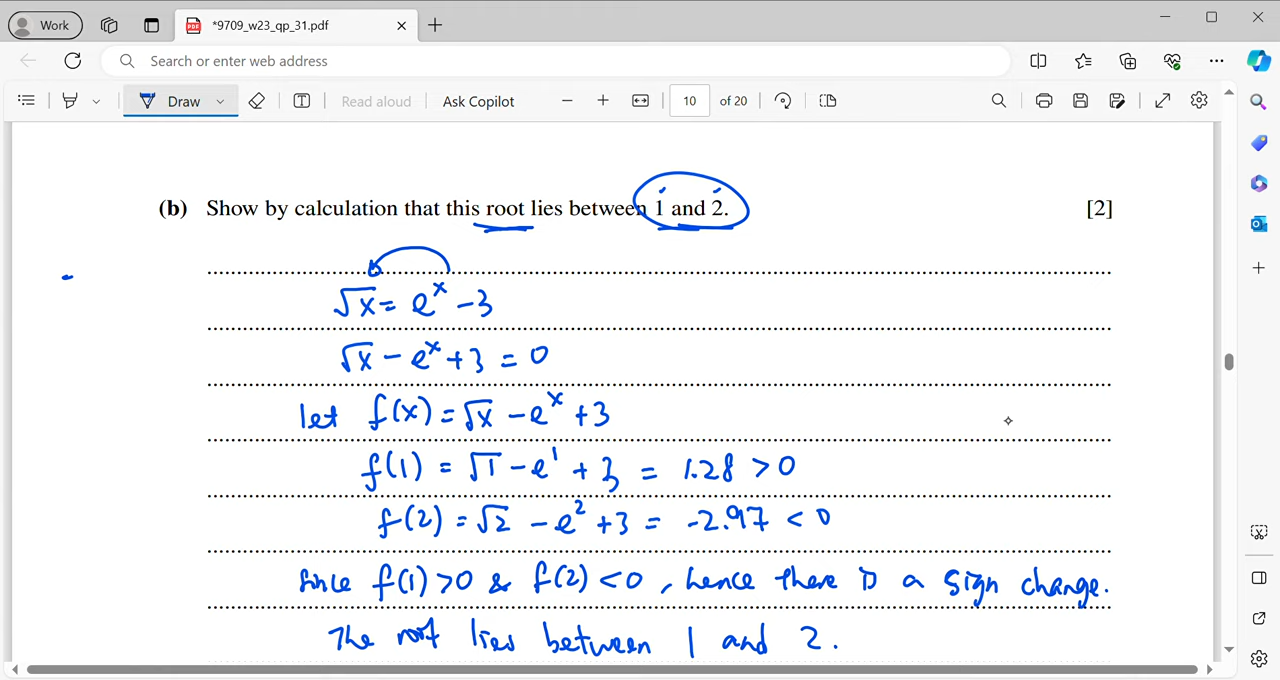 Work
*9709_w23_qp_31.pdf
Search or enter web address
Draw
Read aloud
Ask Copilot
10 of 20
(b) Show by calculation that this root lies between 1 and 2. [2]
√x = e^x - 3
√x - e^x + 3 = 0
let f(x) = √x - e^x + 3
f(1) = √1 - e^1 + 3 = 1.28 > 0
f(2) = √2 - e^2 + 3 = -2.97 < 0
Since f(1) > 0 & f(2) < 0, hence there is a sign change.
The root lies between 1 and 2.